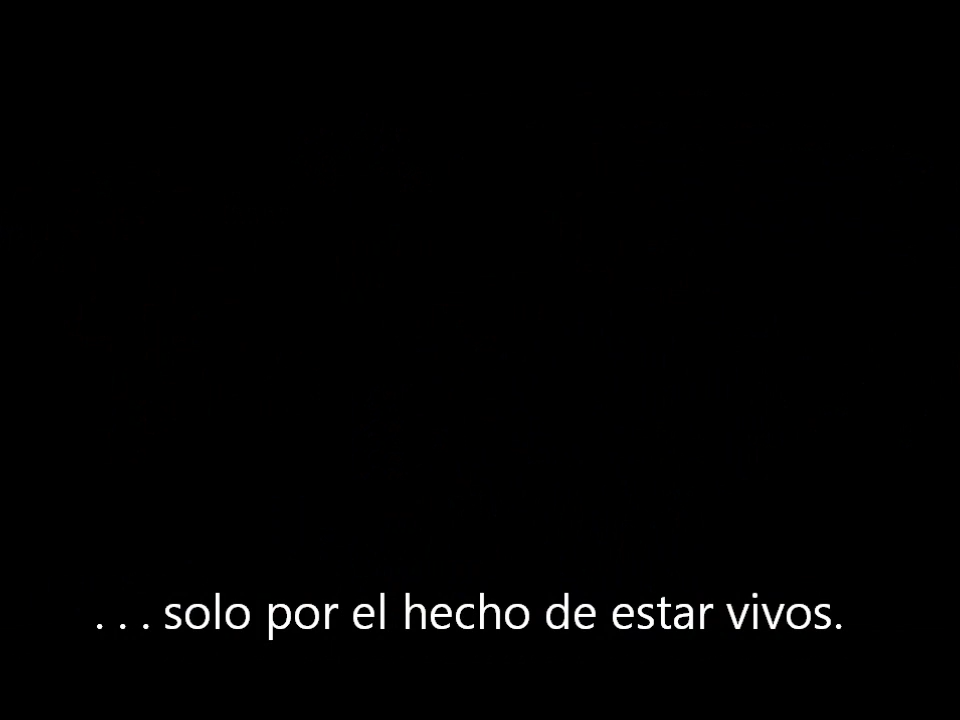 . . . solo por el hecho de estar vivos.